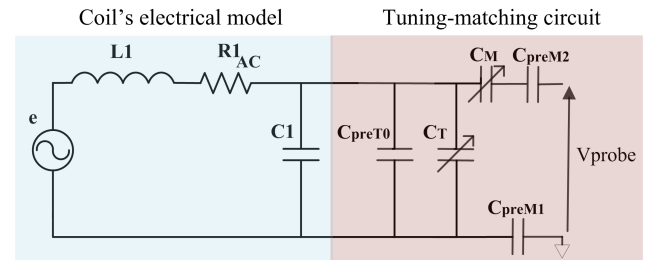 Coil's electrical model
Tuning-matching circuit
L1
R1AC
CM
CpreM2
e
C1
CpreT0
CT
Vprobe
CpreM1